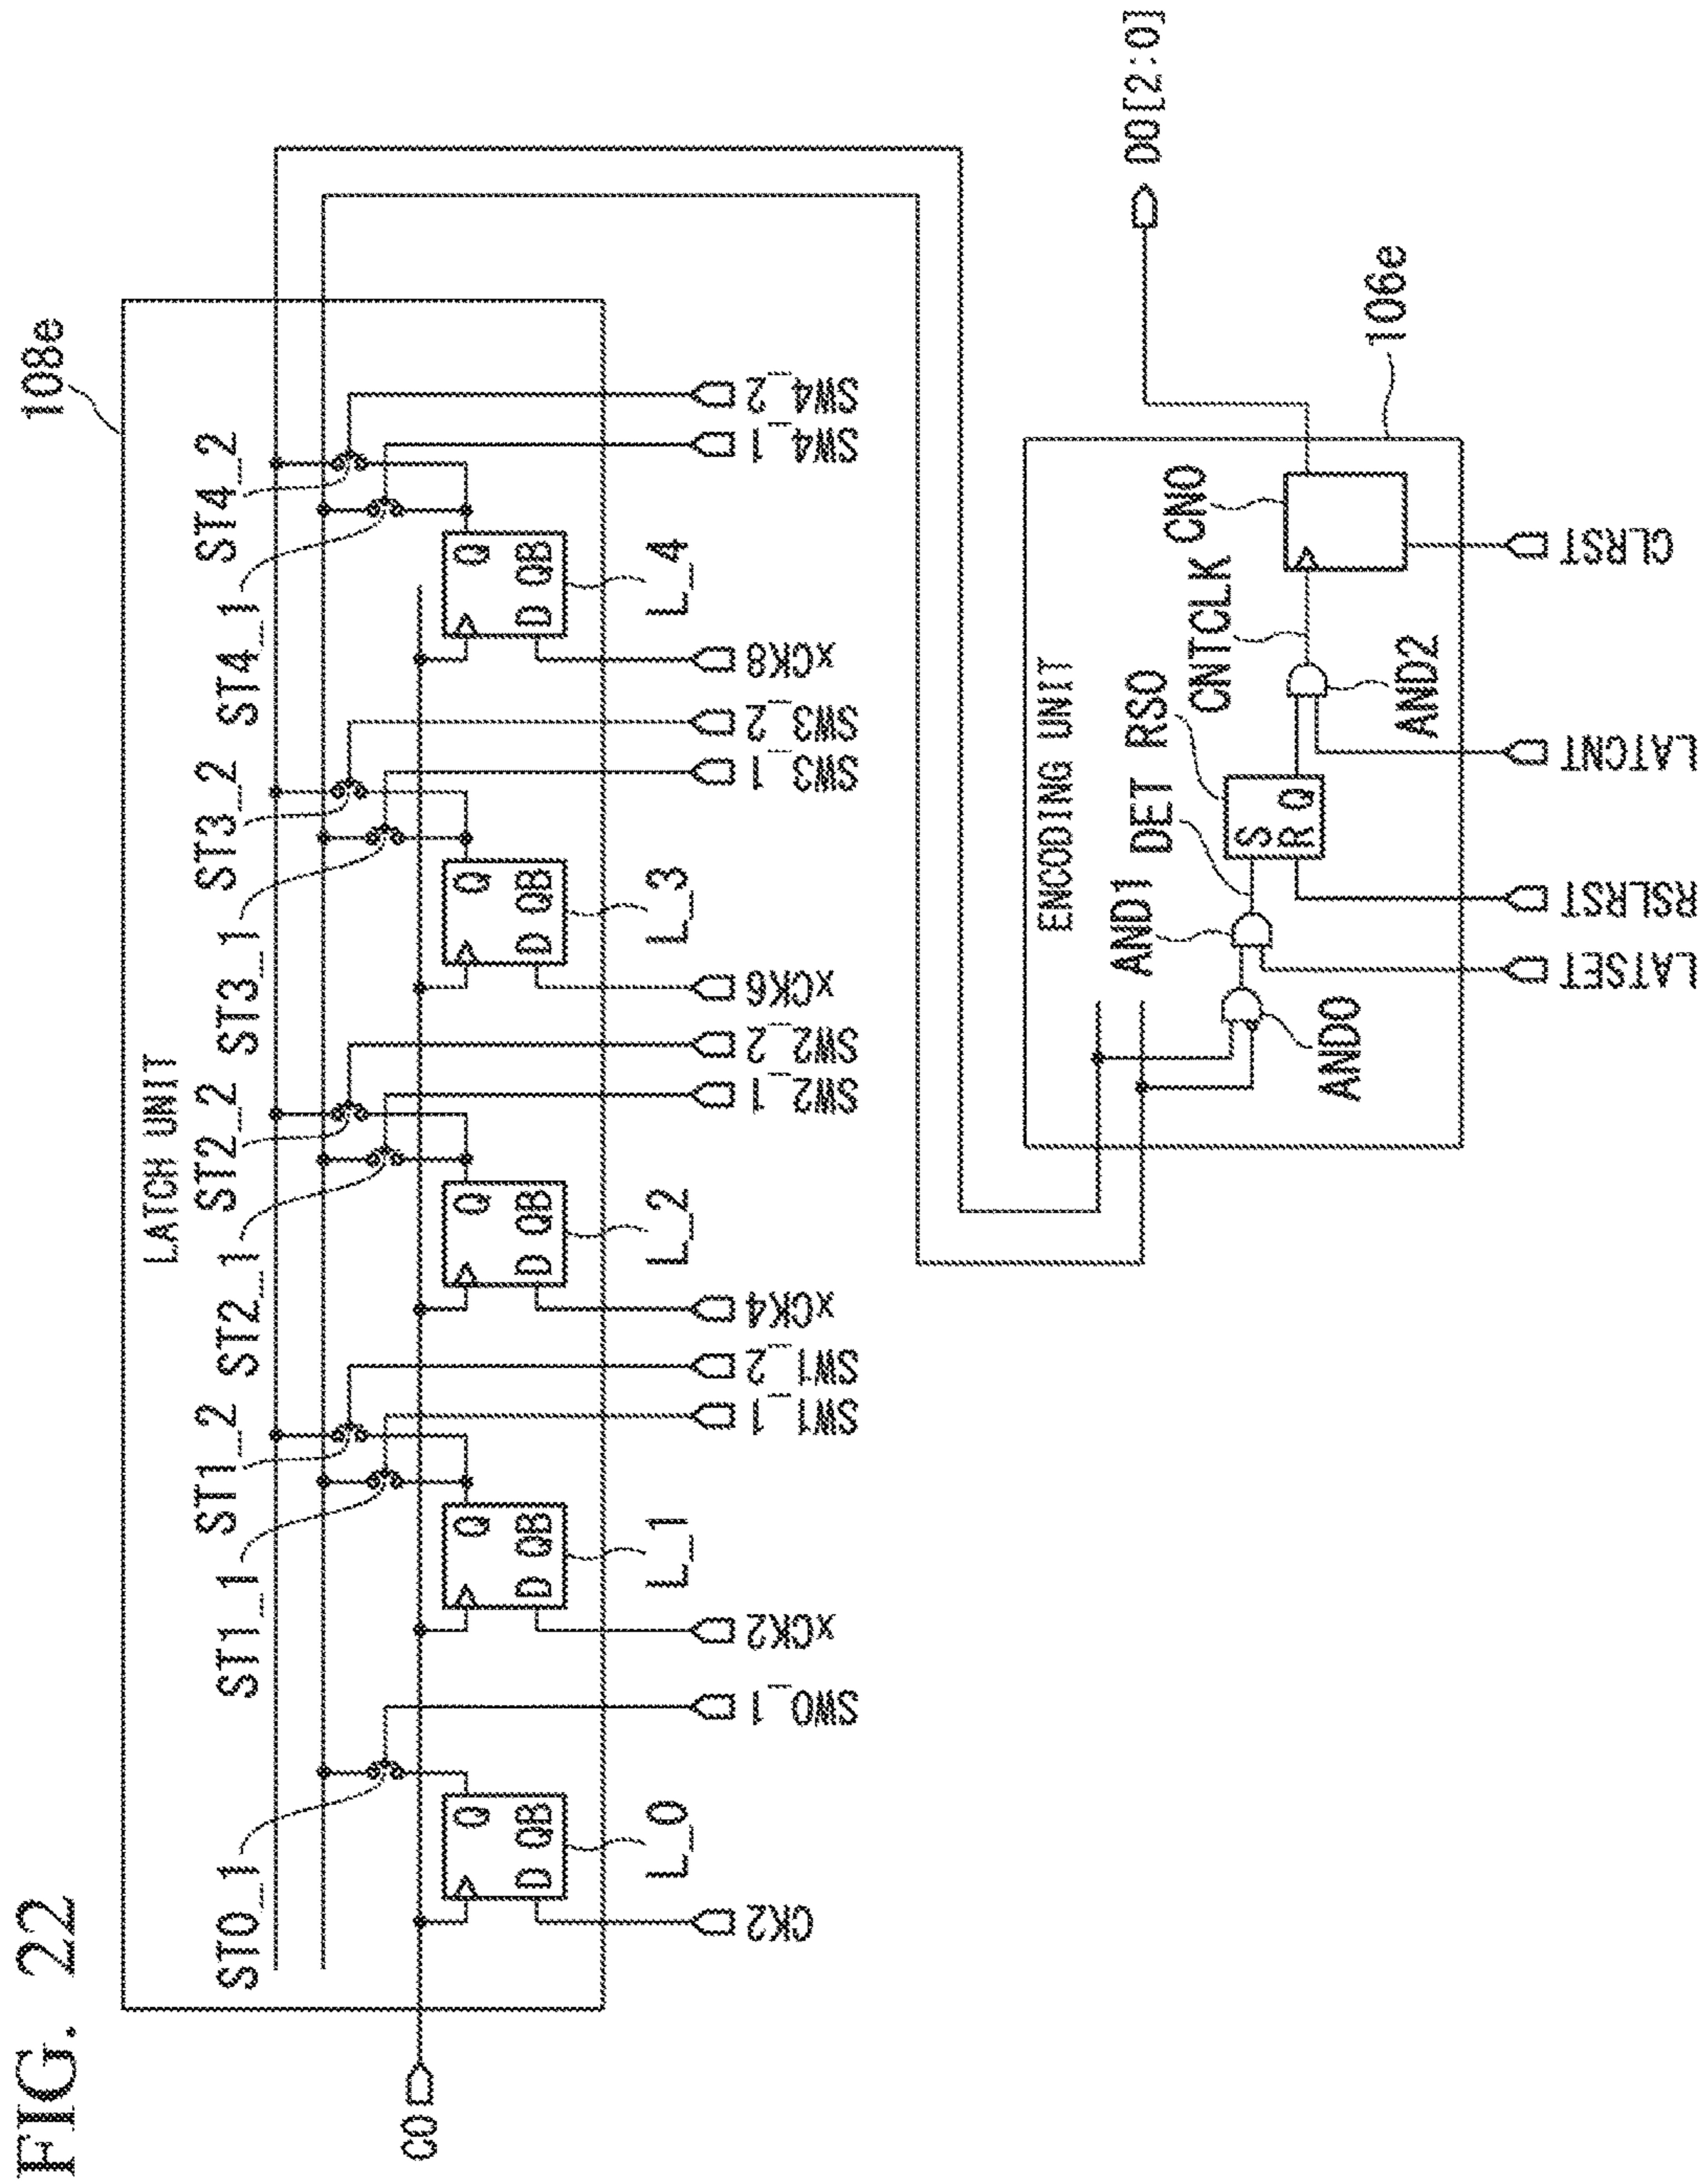 FIG. 22
108e
LATCH UNIT
ST0_1
ST1_1
ST1_2
ST2_1
ST2_2
ST3_1
ST3_2
ST4_1
ST4_2
CO
Q
D QB
L_0
Q
D QB
L_1
Q
D QB
L_2
Q
D QB
L_3
Q
D QB
L_4
CK2
SW0_1
xCK2
SW1_1
SW1_2
xCK4
SW2_1
SW2_2
xCK6
SW3_1
SW3_2
xCK8
SW4_1
SW4_2
ENCODING UNIT
AND0
AND1
DET
RS0
S
R Q
CNTCLK
CN0
AND2
LATSET
RSLRST
LATCNT
CLRST
106e
DO[2:0]